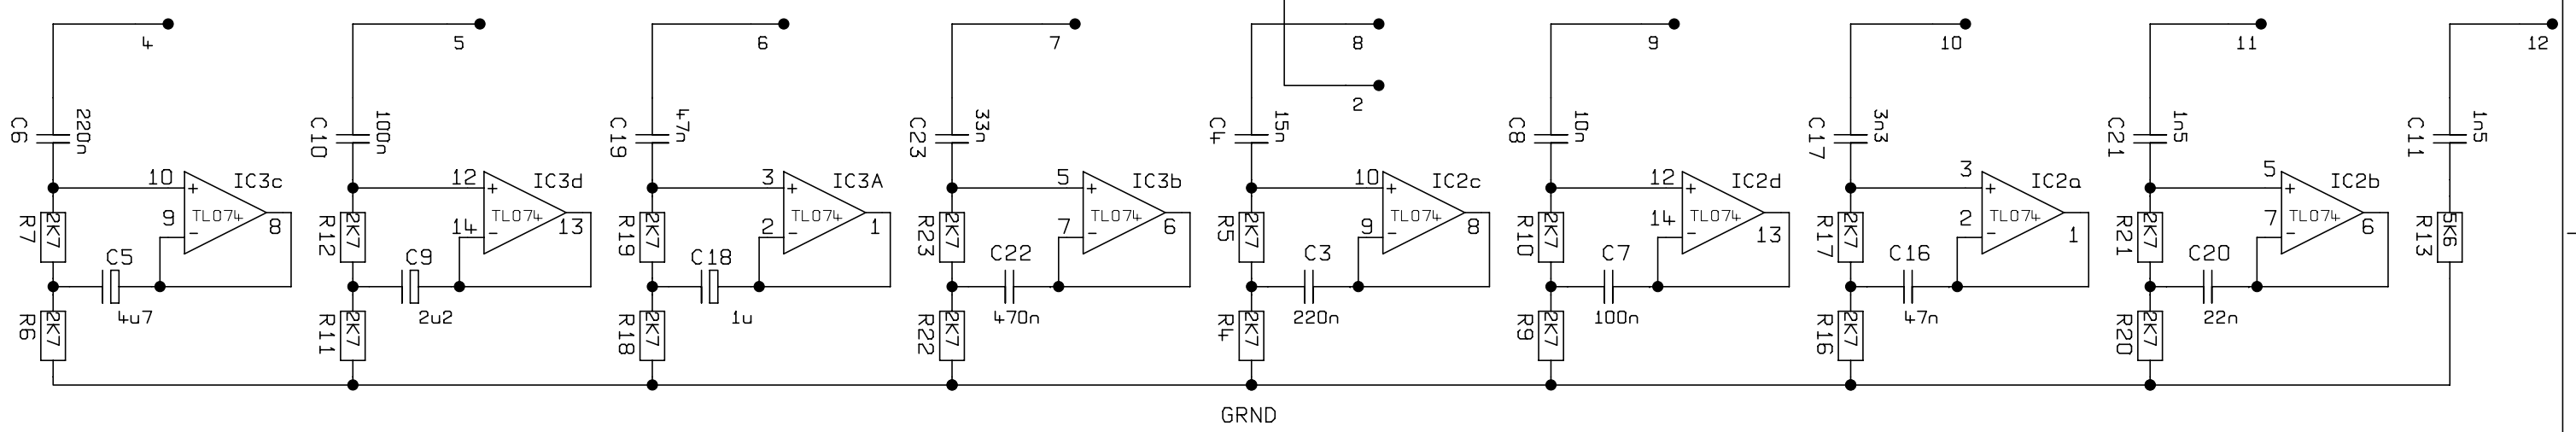 4
5
6
7
8
9
10
11
12
2
C6
220n
C10
100n
C19
47n
C23
33n
C4
15n
C8
10n
C17
3n3
C21
1n5
C11
1n5
10
IC3c
12
IC3d
3
IC3A
5
IC3b
10
IC2c
12
IC2d
3
IC2a
5
IC2b
R7
2K7
+
9
TL074
-
8
R12
2K7
+
14
TL074
-
13
R19
2K7
+
2
TL074
-
1
R23
2K7
+
7
TL074
-
6
R5
2K7
+
9
TL074
-
8
R10
2K7
+
14
TL074
-
13
R17
2K7
+
2
TL074
-
1
R21
2K7
+
7
TL074
-
6
R13
5K6
C5
C9
C18
C22
C3
C7
C16
C20
R6
2K7
4u7
R11
2K7
2u2
R18
2K7
1u
R22
2K7
470n
R4
2K7
220n
R9
2K7
100n
R16
2K7
47n
R20
2K7
22n
GRND